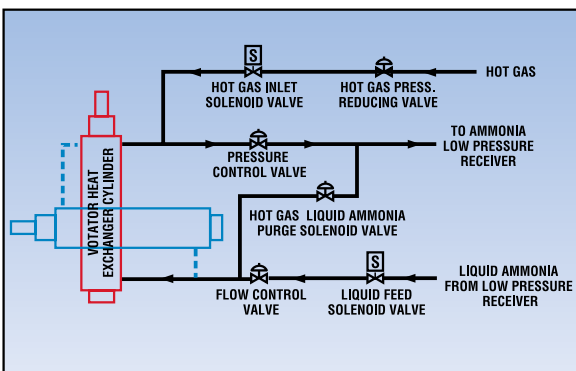 S
HOT GAS INLET
SOLENOID VALVE
HOT GAS PRESS.
REDUCING VALVE
HOT GAS
PRESSURE
CONTROL VALVE
TO AMMONIA
LOW PRESSURE
RECEIVER
VOTATOR HEAT
EXCHANGER CYLINDER
HOT GAS LIQUID AMMONIA
PURGE SOLENOID VALVE
S
FLOW CONTROL
VALVE
LIQUID FEED
SOLENOID VALVE
LIQUID AMMONIA
FROM LOW PRESSURE
RECEIVER